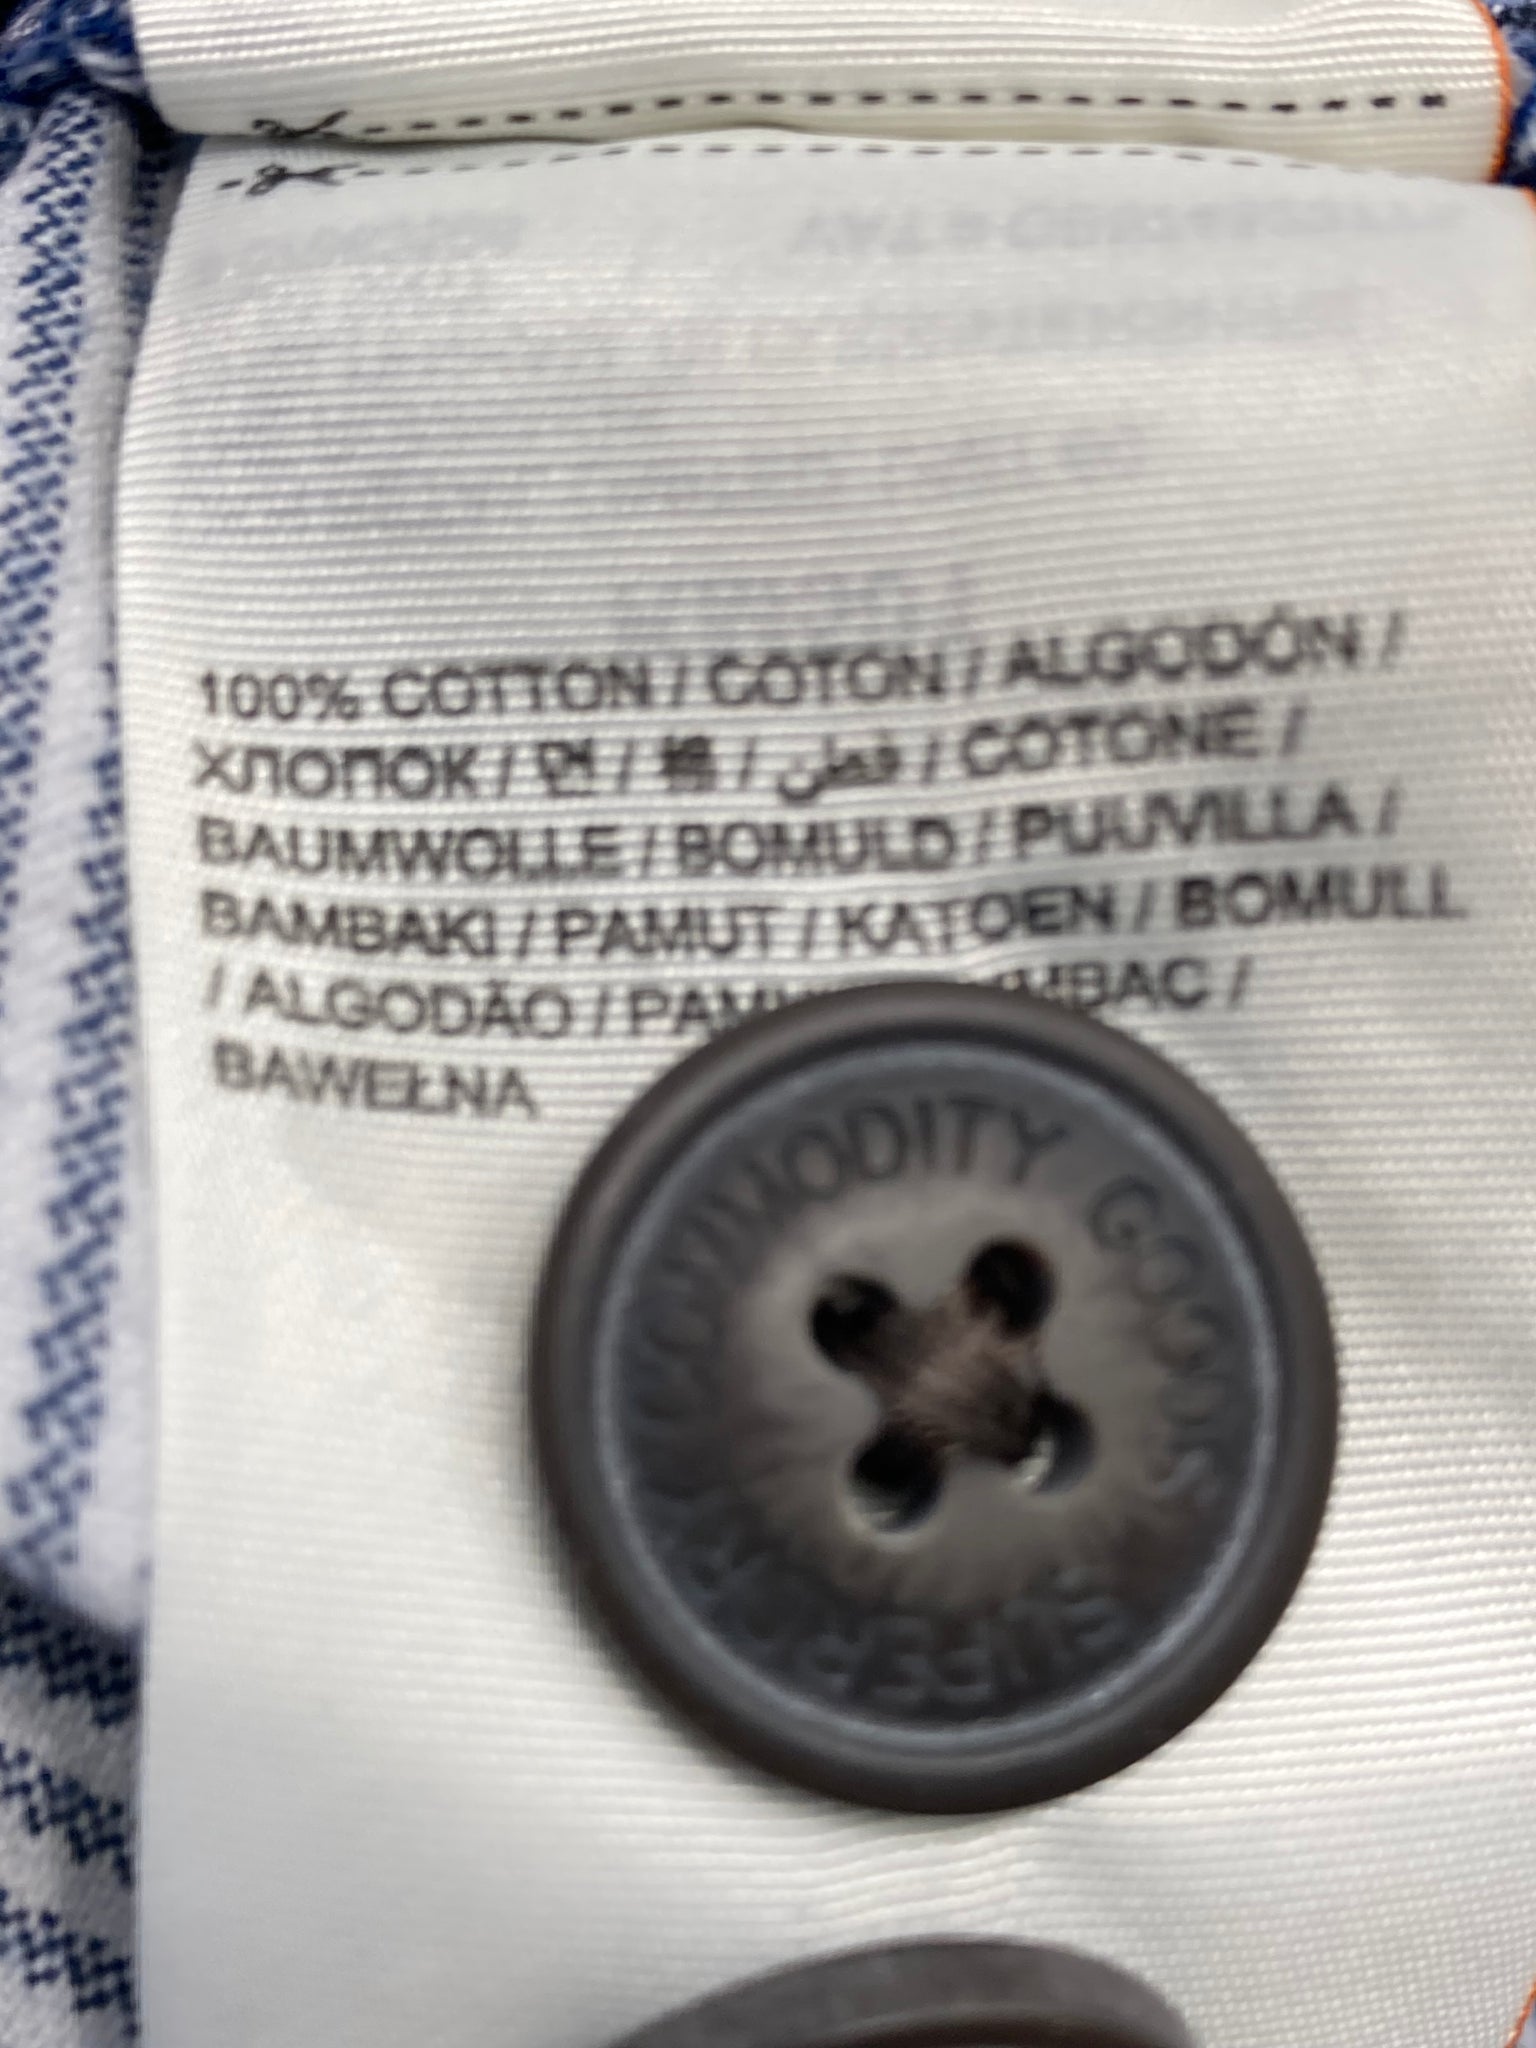 100% COTTON / COTON / ALGODÓN /
ХЛОПОК / 면 / 棉 / قطن / COTONE /
BAUMWOLLE / BOMULD / PUUVILLA /
BAMBAKI / PAMUT / KATOEN / BOMULL
/ ALGODÃO /
BAWEŁNA
COMMODITY GOODS
SUPERIOR